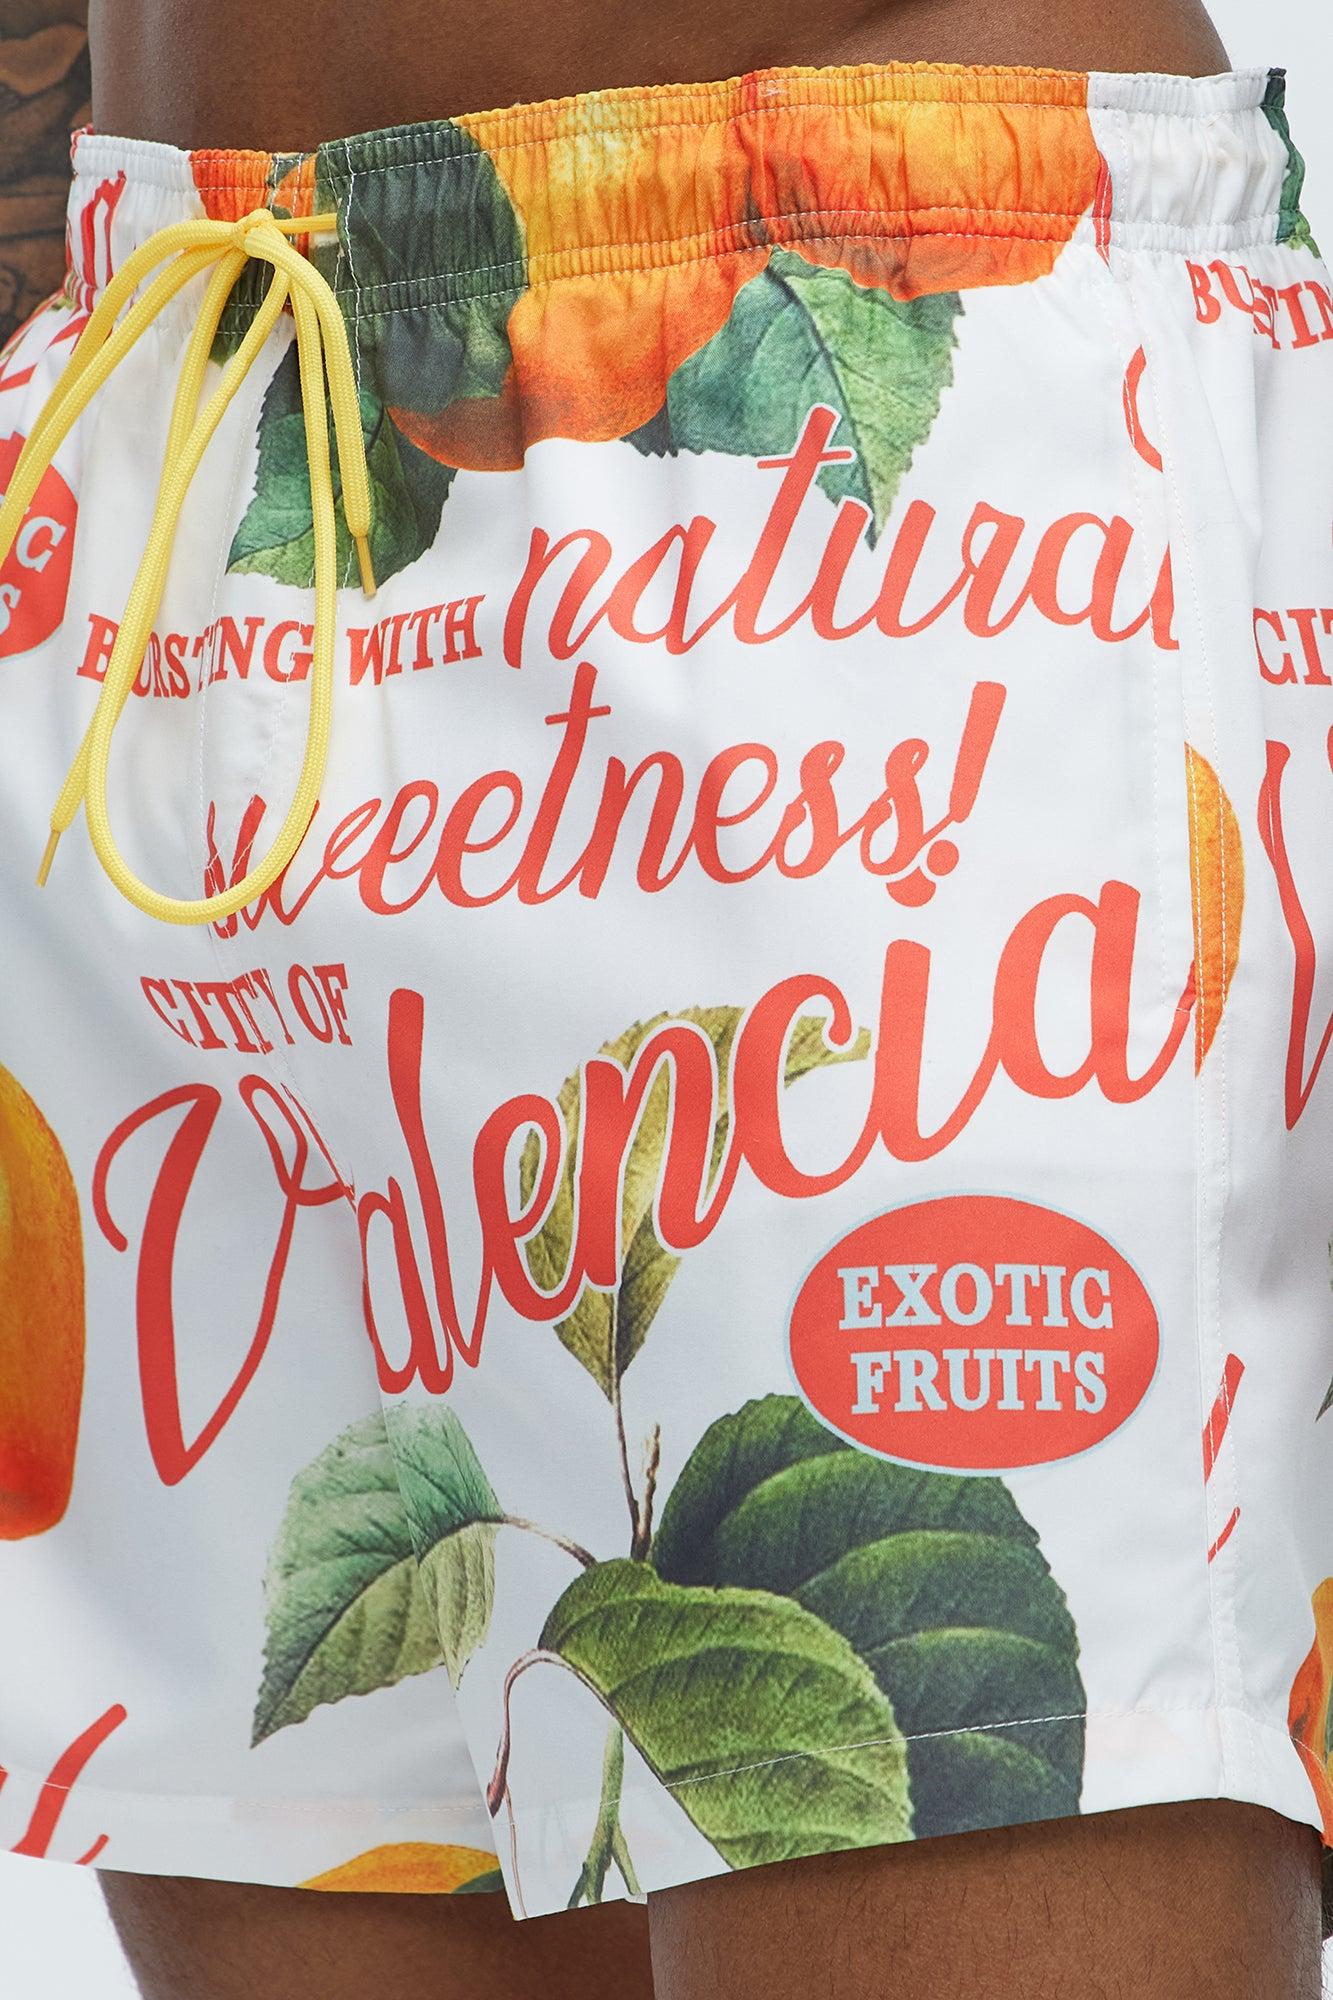 BURSTING WITH natural
sweetness!
CITY OF
Valencia
EXOTIC
FRUITS